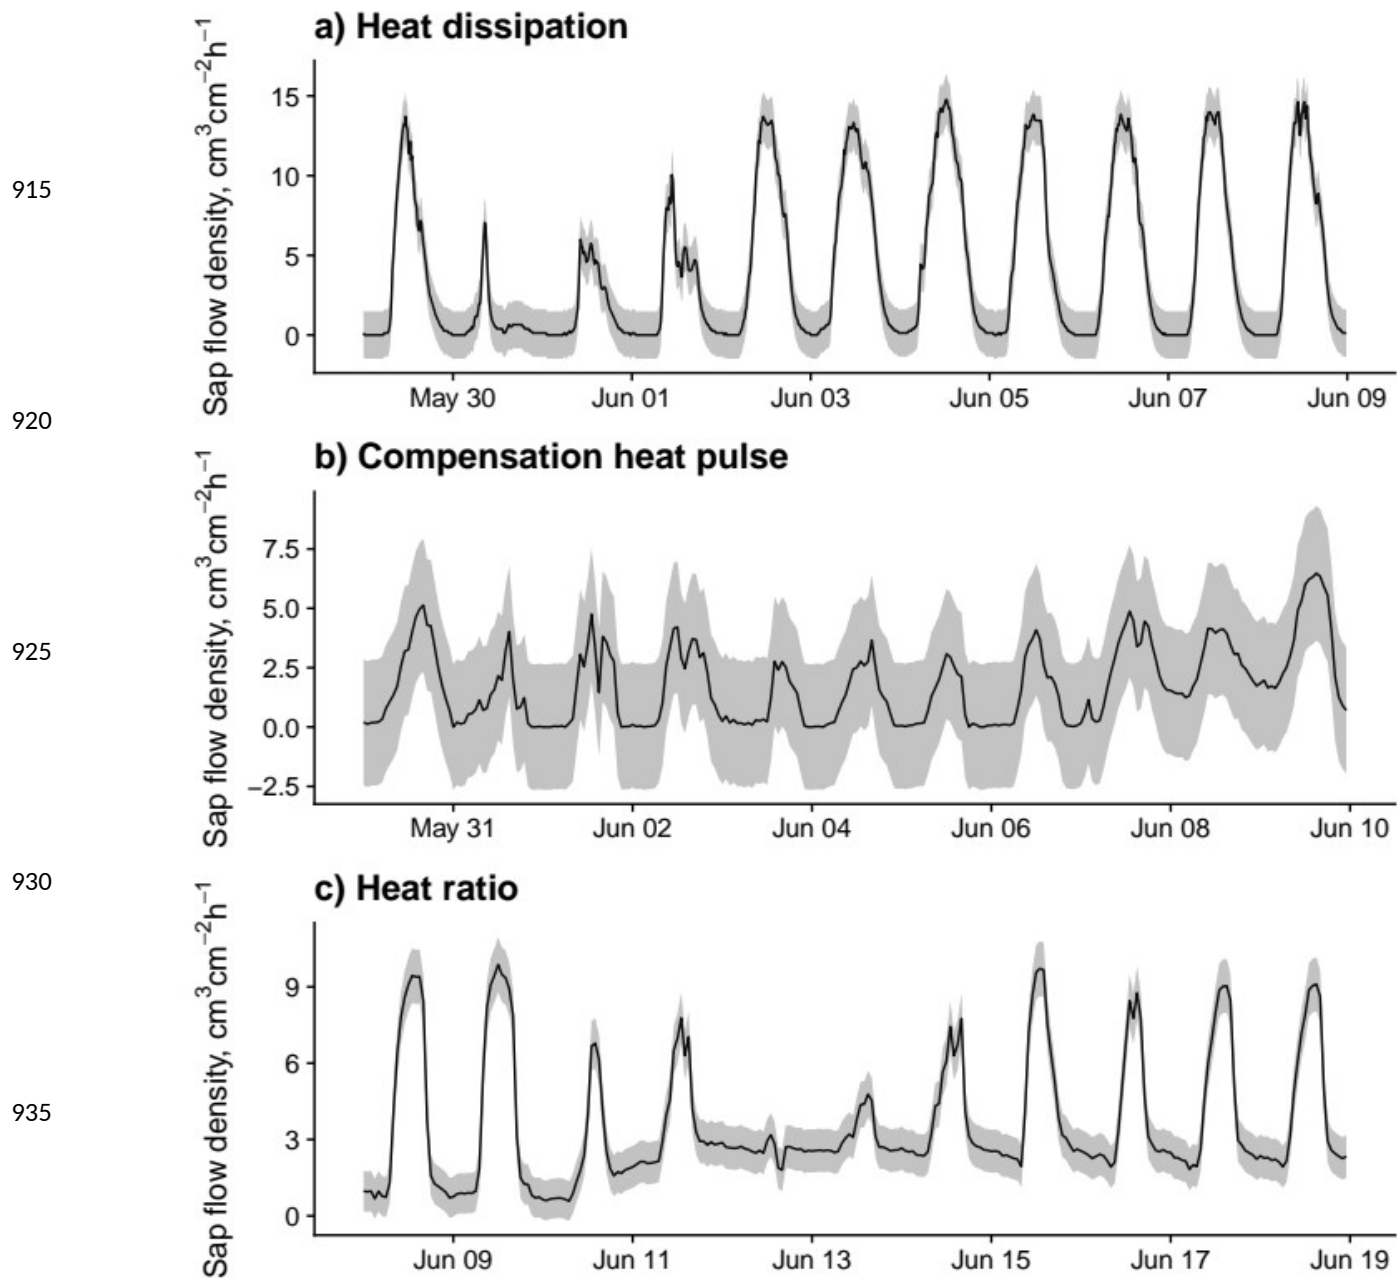 a) Heat dissipation
Sap flow density, cm³cm⁻²h⁻¹
15
10
5
0
May 30 Jun 01 Jun 03 Jun 05 Jun 07 Jun 09
915
920
b) Compensation heat pulse
Sap flow density, cm³cm⁻²h⁻¹
7.5
5.0
2.5
0.0
−2.5
May 31 Jun 02 Jun 04 Jun 06 Jun 08 Jun 10
925
930
c) Heat ratio
Sap flow density, cm³cm⁻²h⁻¹
9
6
3
0
Jun 09 Jun 11 Jun 13 Jun 15 Jun 17 Jun 19
935